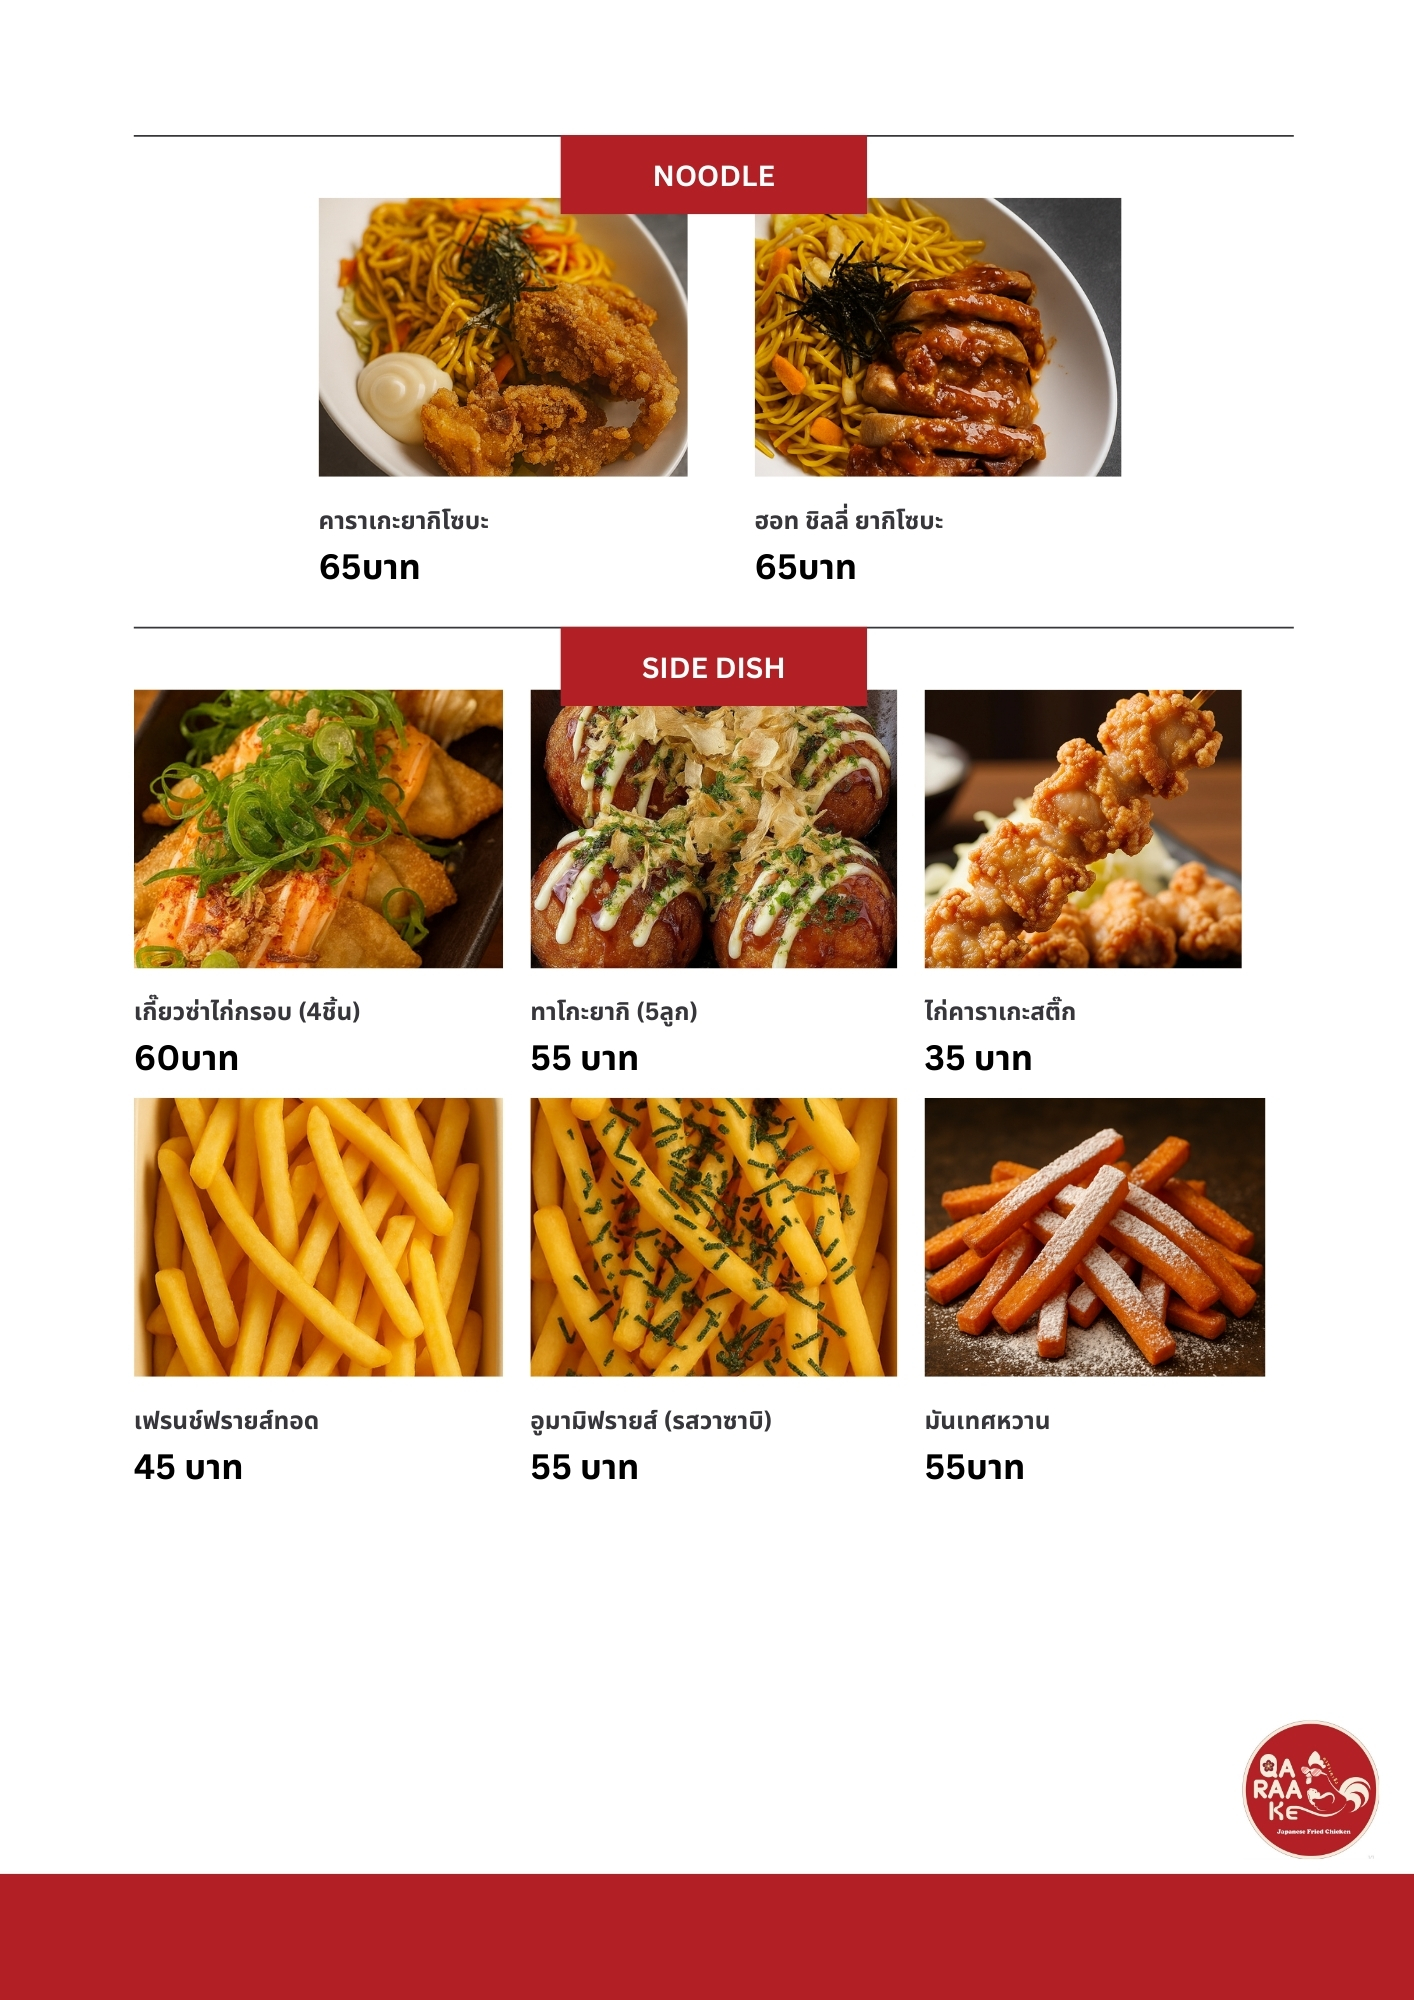 NOODLE
คาราเกะยากิโซบะ
65บาท
ฮอท ชิลลี่ ยากิโซบะ
65บาท
SIDE DISH
เกี๊ยวซ่าไก่กรอบ (4ชิ้น)
60บาท
ทาโกะยากิ (5ลูก)
55 บาท
ไก่คาราเกะสติ๊ก
35 บาท
เฟรนช์ฟรายส์ทอด
45 บาท
อูมามิฟรายส์ (รสวาซาบิ)
55 บาท
มันเทศหวาน
55บาท
QA
RAA
KE
Japanese Fried Chicken